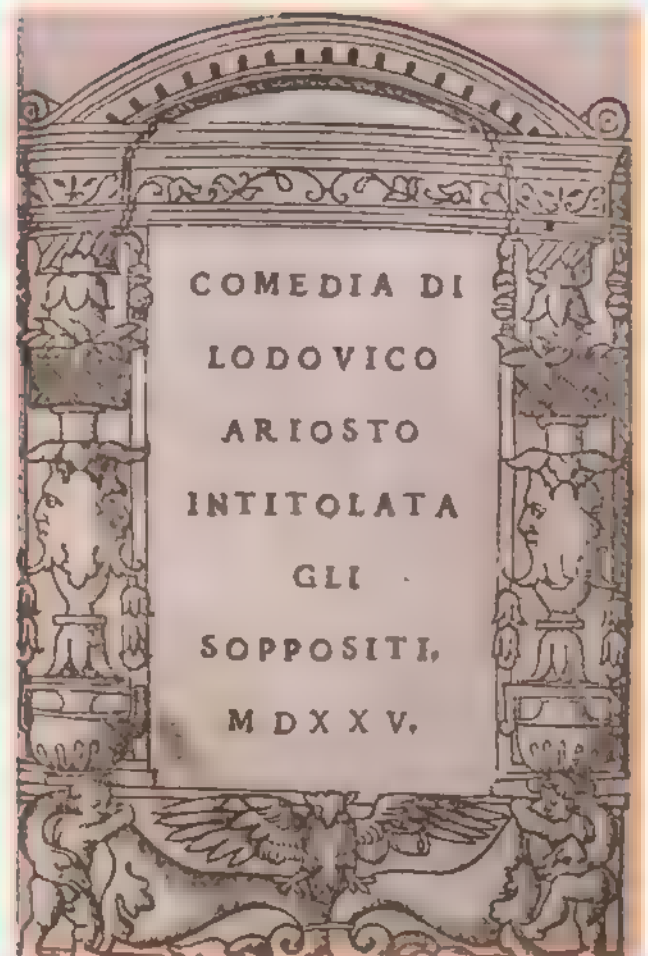 COMEDIA DI
LODOVICO
ARIOSTO
INTITOLATA
GLI
SOPPOSITI,
M D X X V,